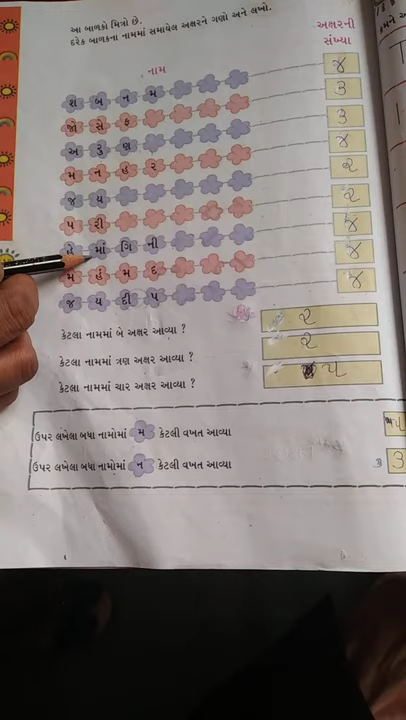 આ બાળકો મિત્રો છે.
દરેક બાળકના નામમાં સમાયેલ અક્ષરને ગણો અને લખો.
અક્ષરની
સંખ્યા
નામ
શ બ ન મ ૪
જો સે ફ ૩
અ રુ ણ ૩
મ ન હ ર ૪
જ ય ૨
પ રી ૨
માં ગિ ની ૪
મ હં મ દ ૪
જ ય દી પ ૪
કેટલા નામમાં બે અક્ષર આવ્યા ? ૨
કેટલા નામમાં ત્રણ અક્ષર આવ્યા ? ૨
કેટલા નામમાં ચાર અક્ષર આવ્યા ? ૫
ઉપર લખેલા બધા નામોમાં મ કેટલી વખત આવ્યા ૫
ઉપર લખેલા બધા નામોમાં ન કેટલી વખત આવ્યા ૩